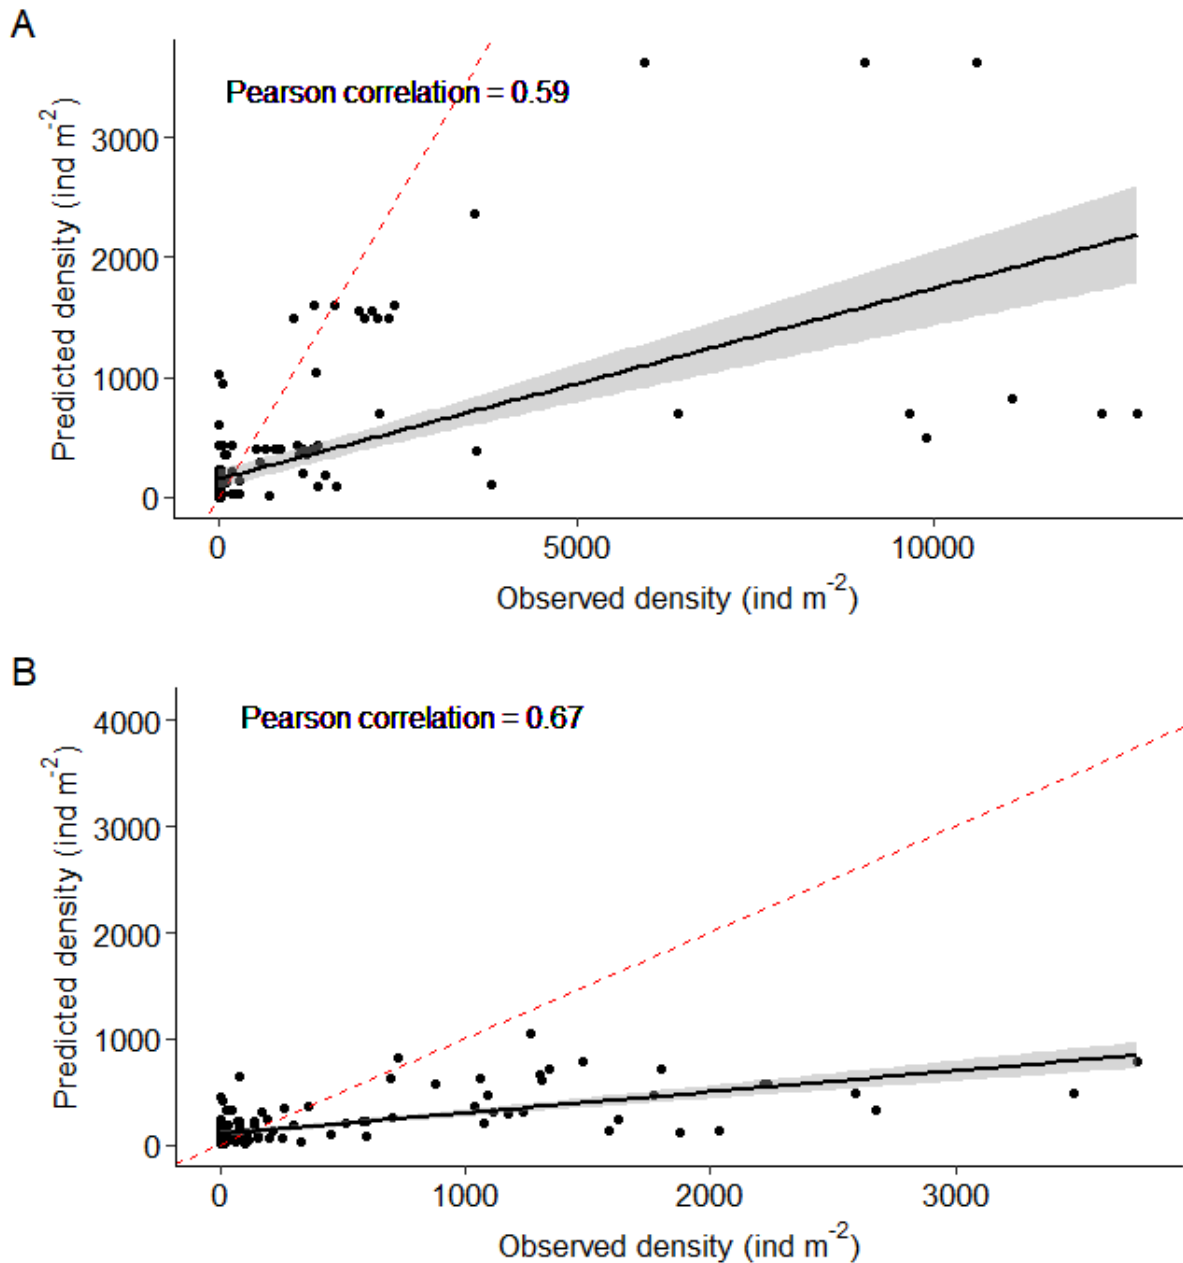 A
Pearson correlation = 0.59
Predicted density (ind m⁻²)
3000
2000
1000
0
0 5000 10000
Observed density (ind m⁻²)
B
Pearson correlation = 0.67
Predicted density (ind m⁻²)
4000
3000
2000
1000
0
0 1000 2000 3000
Observed density (ind m⁻²)